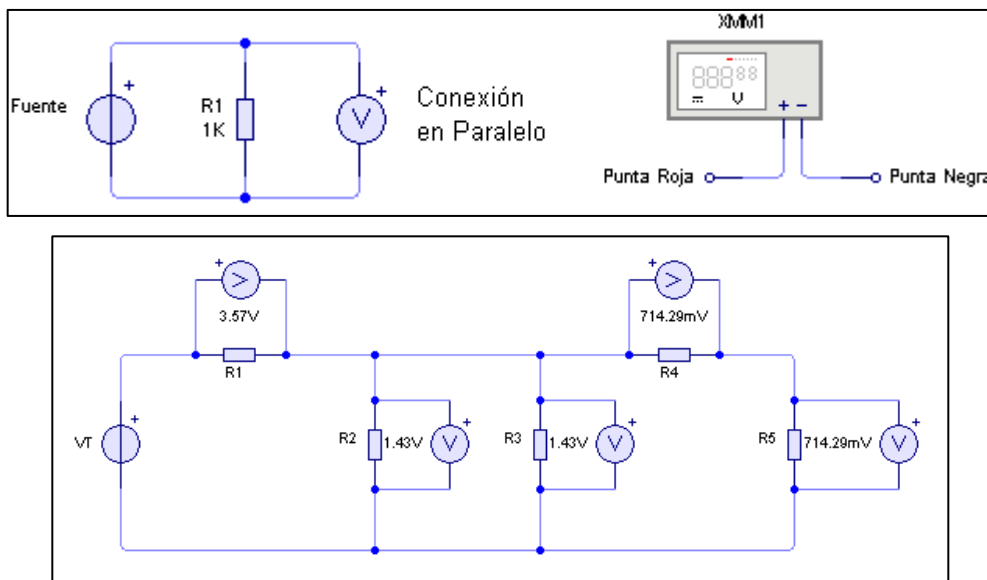 XMM1
+
Fuente
R1
1K
+
V
Conexión
en Paralelo
V
+ −
Punta Roja
Punta Negra
+
V
3.57V
R1
+
V
714.29mV
R4
VT
+
R2
1.43V
V
+
R3
1.43V
V
+
R5
714.29mV
V
+